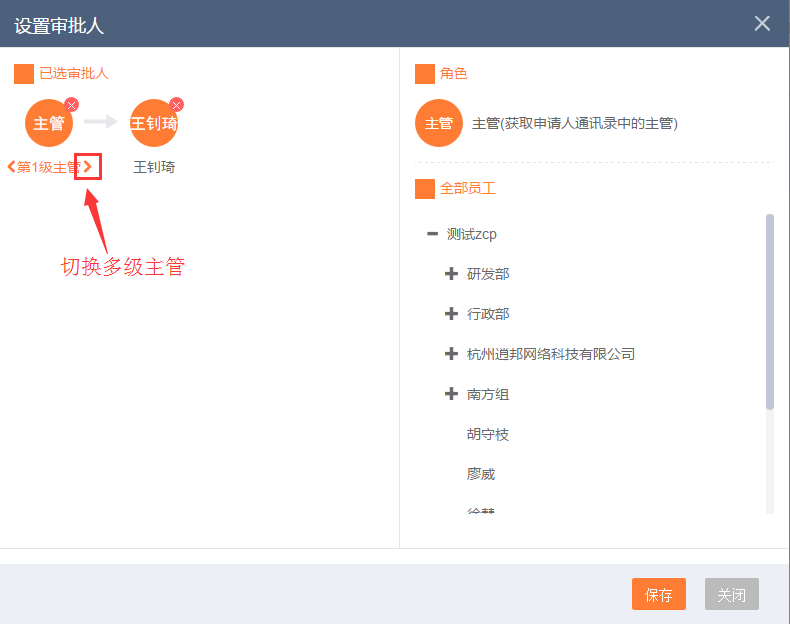 设置审批人
已选审批人
主管
王钊琦
第1级主管
王钊琦
切换多级主管
角色
主管
主管(获取申请人通讯录中的主管)
全部员工
测试zcp
研发部
行政部
杭州逍邦网络科技有限公司
南方组
胡守枝
廖威
保存
关闭